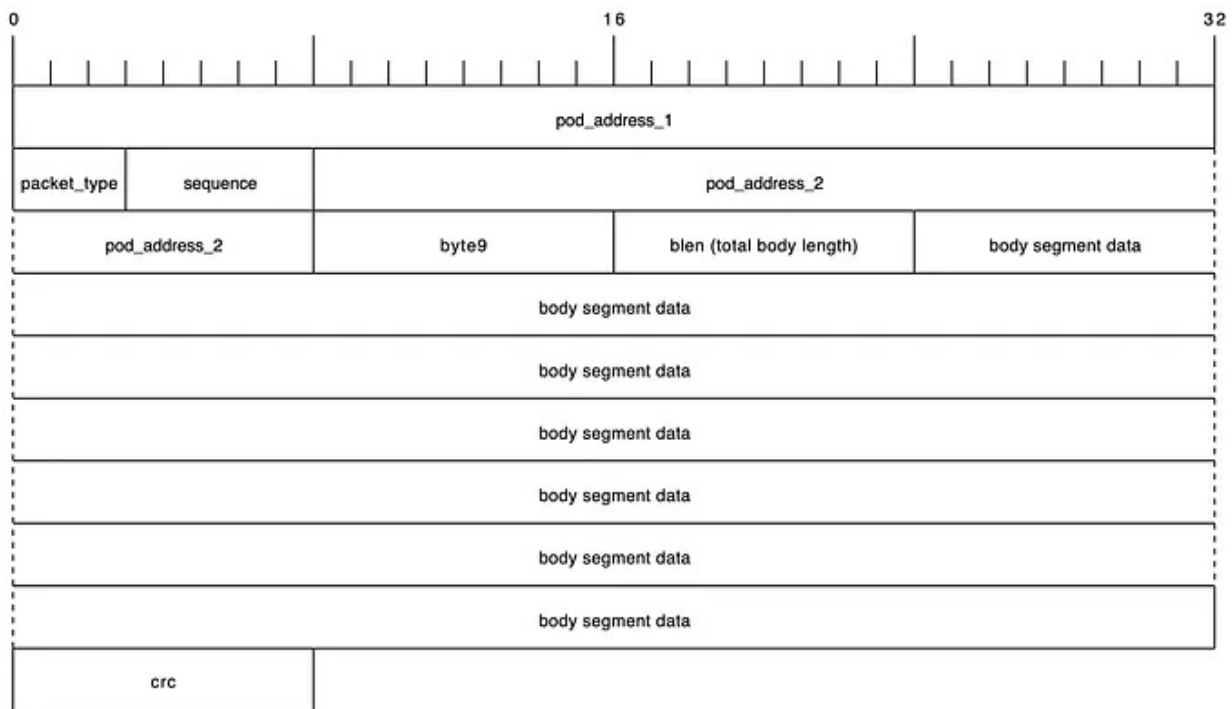 0 16 32
pod_address_1
packet_type sequence pod_address_2
pod_address_2 byte9 blen (total body length) body segment data
body segment data
body segment data
body segment data
body segment data
body segment data
body segment data
crc